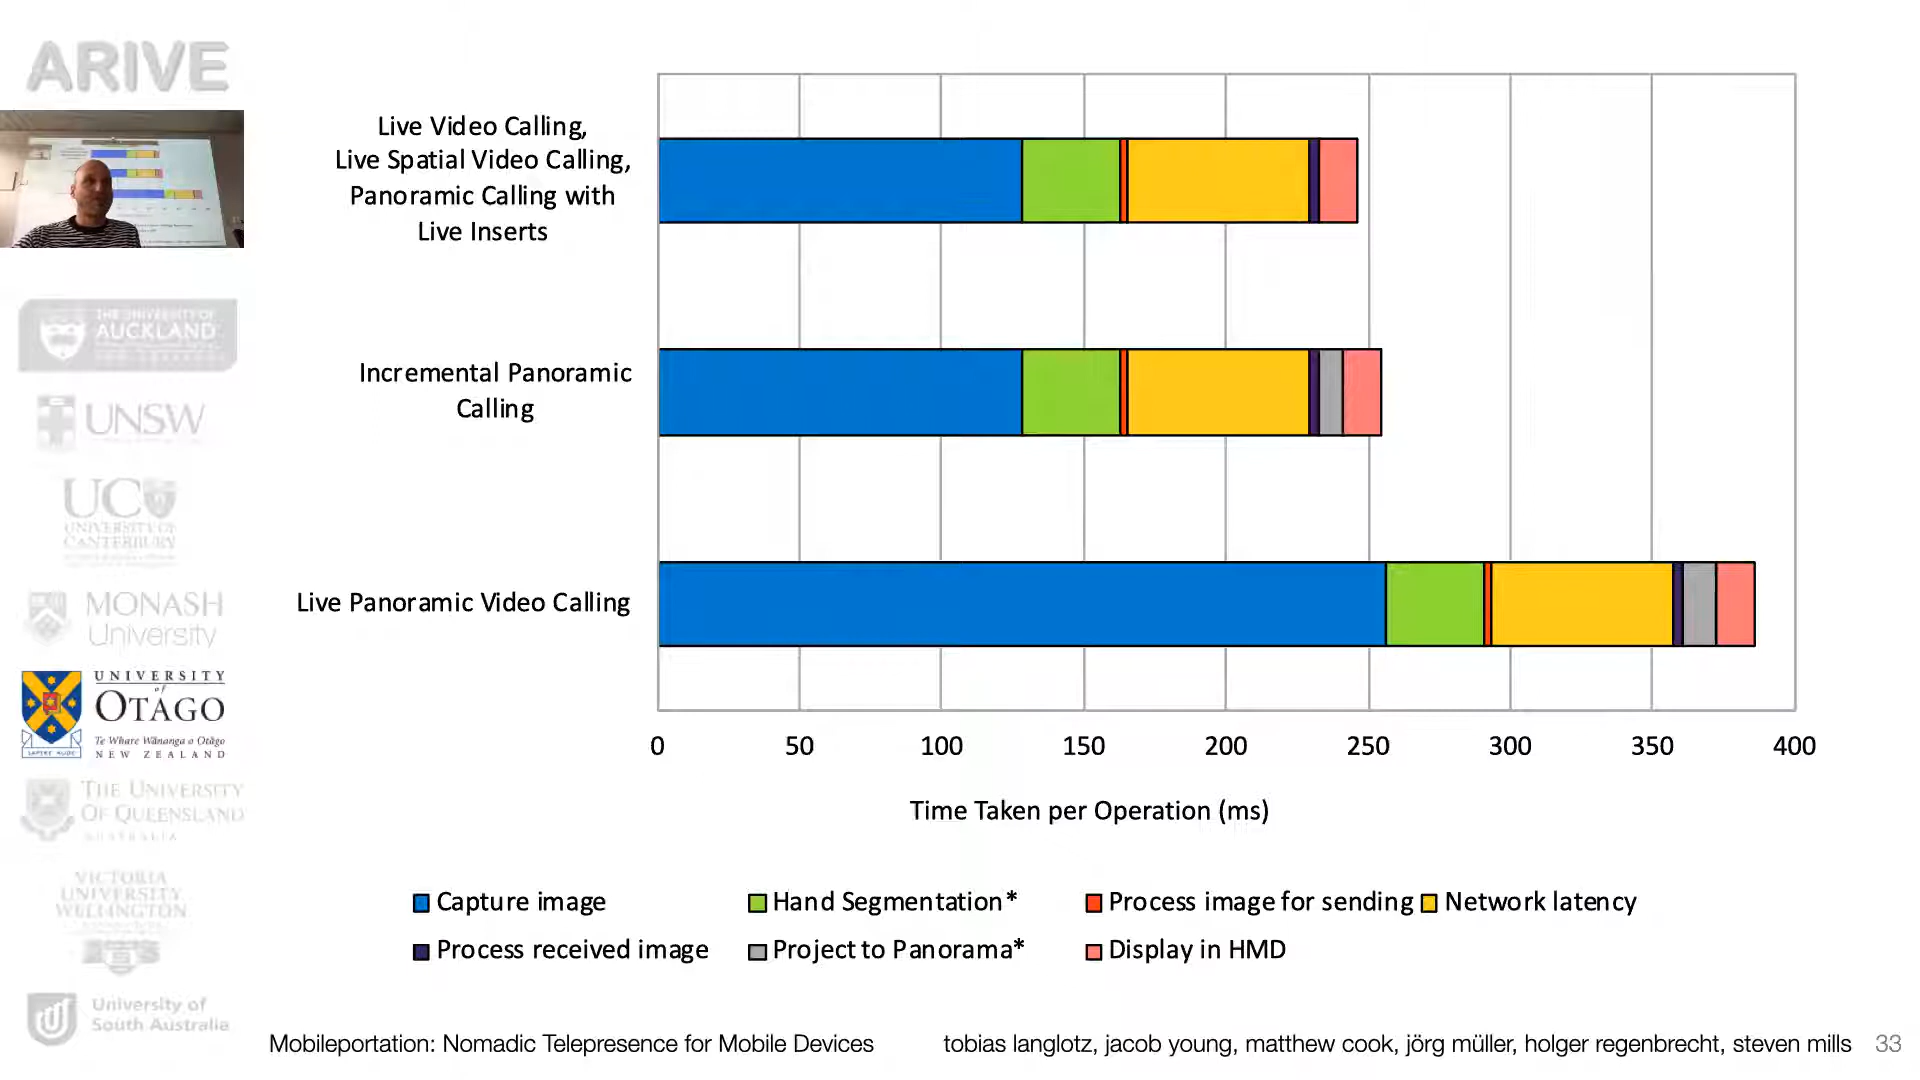 ARIVE
THE UNIVERSITY OF
AUCKLAND
UNSW
UC
UNIVERSITY OF
CANTERBURY
MONASH
University
UNIVERSITY
of
OTAGO
Te Whare Wānanga o Otāgo
NEW ZEALAND
SAPERE AUDE
THE UNIVERSITY
OF QUEENSLAND
AUSTRALIA
VICTORIA
UNIVERSITY
WELLINGTON
University of
South Australia
Live Video Calling,
Live Spatial Video Calling,
Panoramic Calling with
Live Inserts
Incremental Panoramic
Calling
Live Panoramic Video Calling
0 50 100 150 200 250 300 350 400
Time Taken per Operation (ms)
Capture image Hand Segmentation* Process image for sending Network latency
Process received image Project to Panorama* Display in HMD
Mobileportation: Nomadic Telepresence for Mobile Devices tobias langlotz, jacob young, matthew cook, jörg müller, holger regenbrecht, steven mills 33